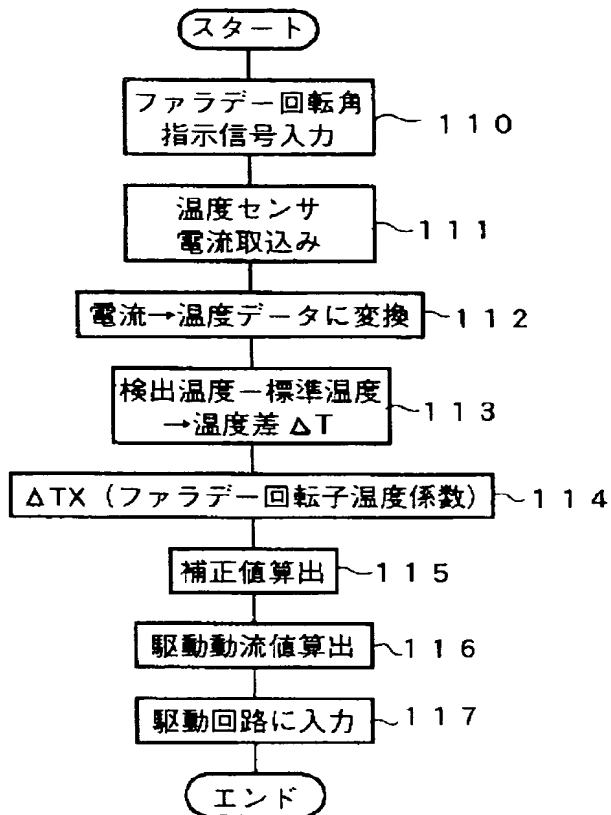 スタート
ファラデー回転角
指示信号入力
110
温度センサ
電流取込み
111
電流→温度データに変換
112
検出温度−標準温度
→温度差 ΔT
113
ΔTX (ファラデー回転子温度係数)
114
補正値算出
115
駆動動流値算出
116
駆動回路に入力
117
エンド